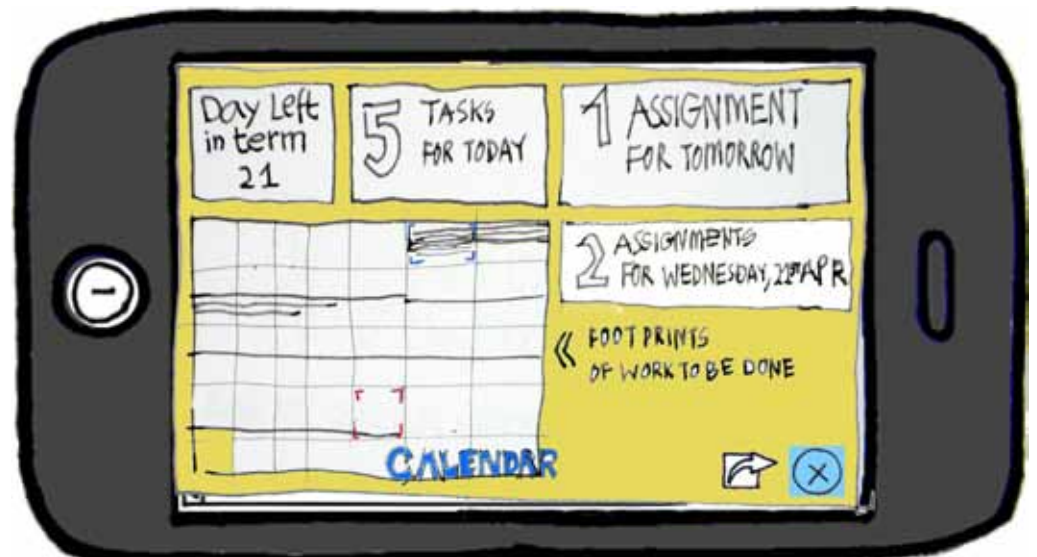 Day Left
in term
21
5 TASKS
FOR TODAY
1 ASSIGNMENT
FOR TOMORROW
2 ASSIGNMENTS
FOR WEDNESDAY, 21ST APR
« FOOT PRINTS
OF WORK TO BE DONE
CALENDAR